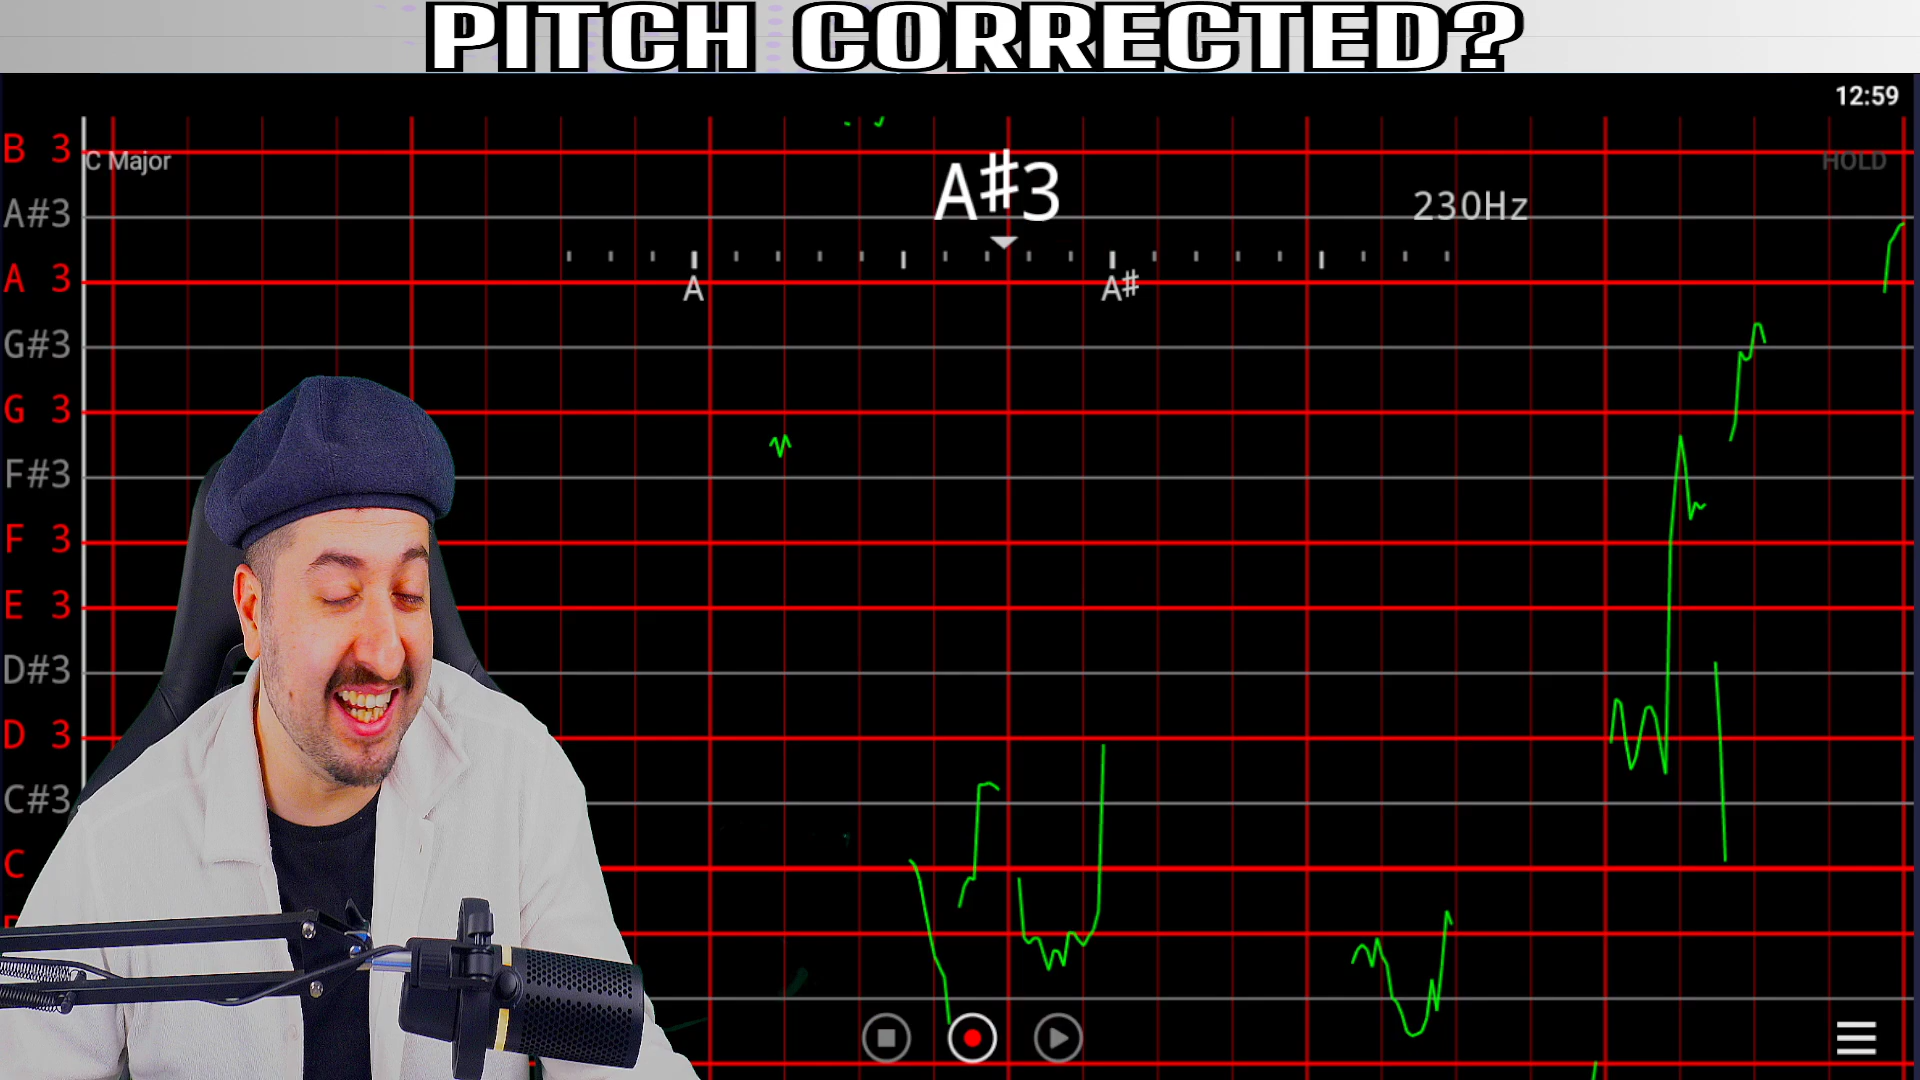 PITCH CORRECTED?
12:59
B 3
C Major
HOLD
A#3
A#3
230Hz
A 3
A
A#
G#3
G 3
F#3
F 3
E 3
D#3
D 3
C#3
C